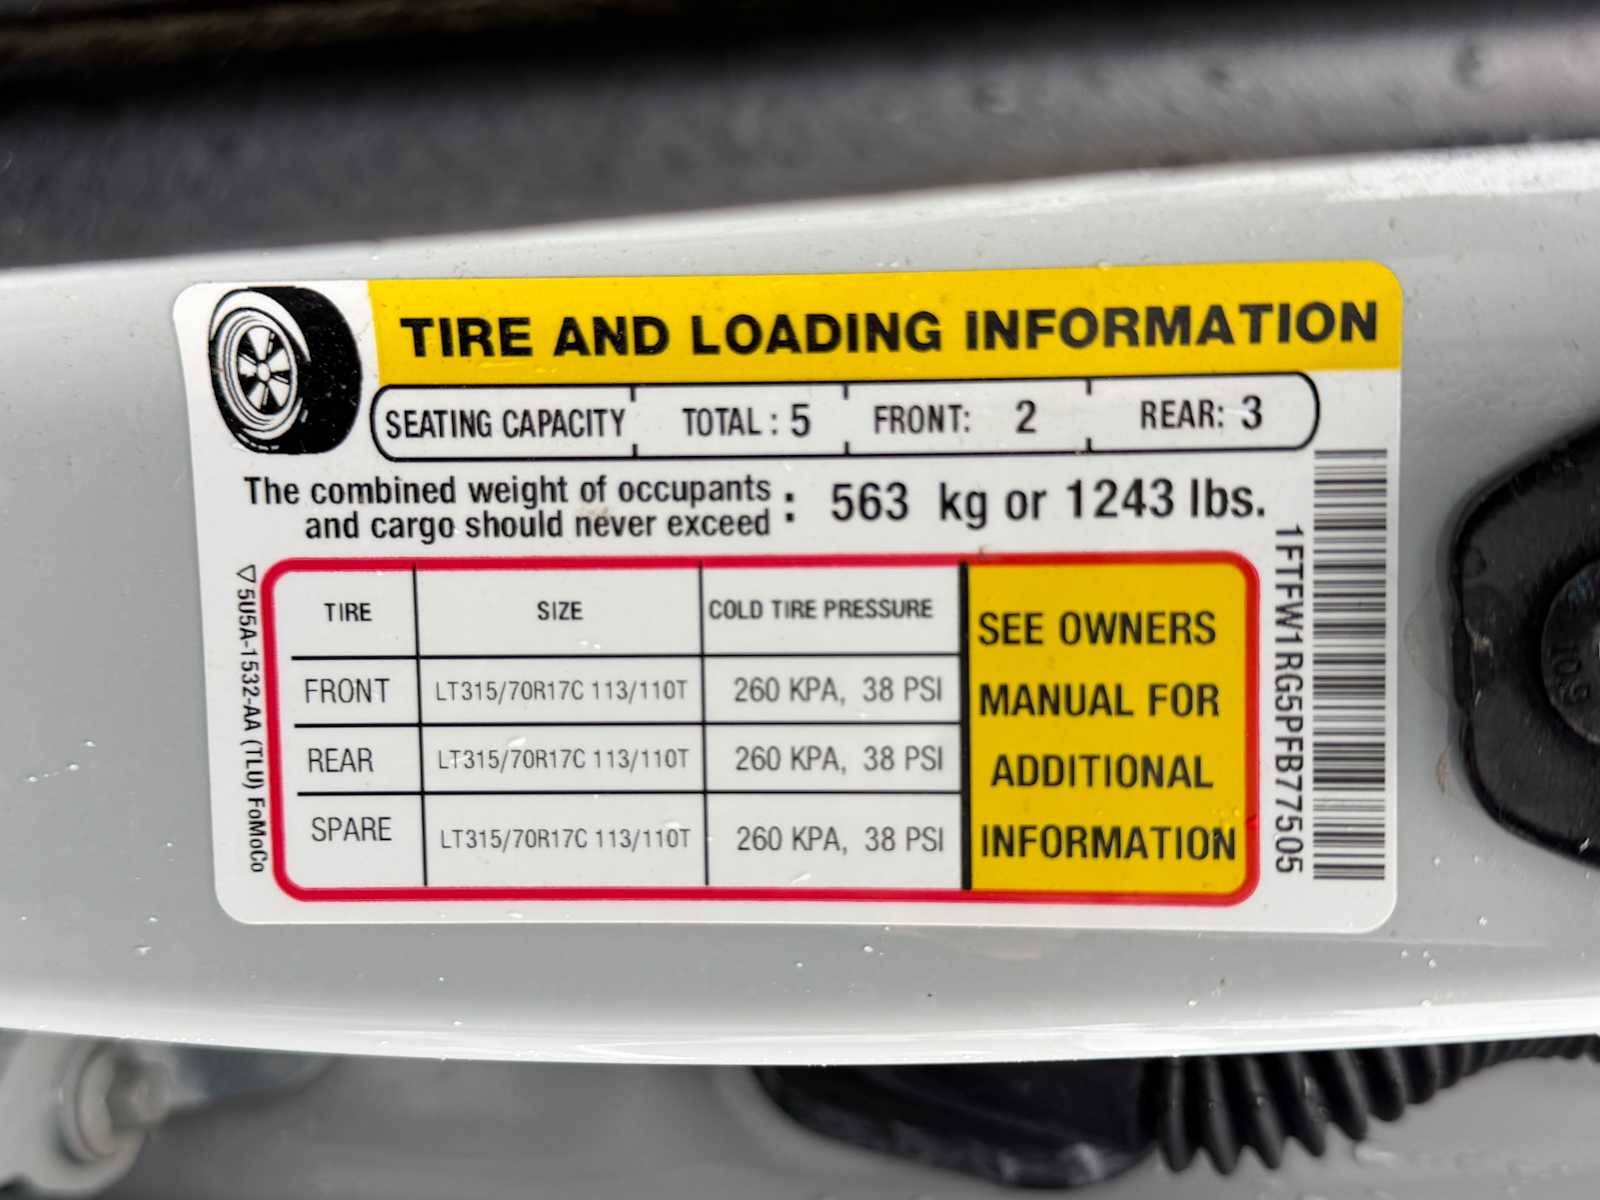 TIRE AND LOADING INFORMATION
SEATING CAPACITY TOTAL : 5 FRONT: 2 REAR: 3
The combined weight of occupants
and cargo should never exceed : 563 kg or 1243 lbs.
TIRE SIZE COLD TIRE PRESSURE
FRONT LT315/70R17C 113/110T 260 KPA, 38 PSI
REAR LT315/70R17C 113/110T 260 KPA, 38 PSI
SPARE LT315/70R17C 113/110T 260 KPA, 38 PSI
SEE OWNERS
MANUAL FOR
ADDITIONAL
INFORMATION
5U5A-1532-AA (TLU) FoMoCo
1FTFW1RG5PFB77505
10.9